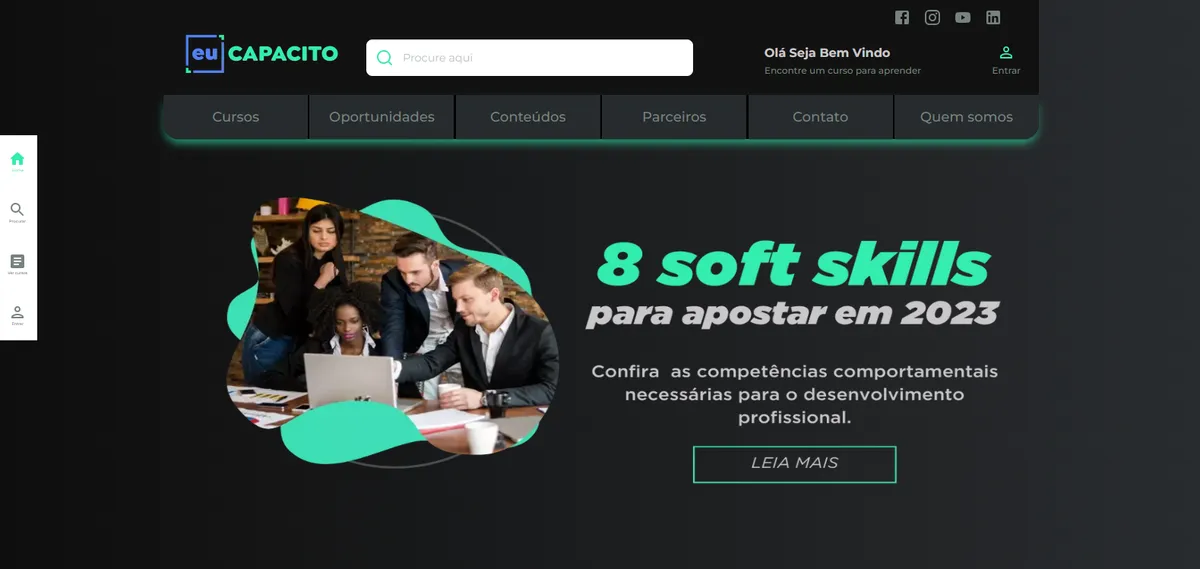 eu CAPACITO
Procure aqui
Olá Seja Bem Vindo
Encontre um curso para aprender
Entrar
Cursos
Oportunidades
Conteúdos
Parceiros
Contato
Quem somos
Procurar
Ver cursos
Entrar
8 soft skills
para apostar em 2023
Confira as competências comportamentais
necessárias para o desenvolvimento
profissional.
LEIA MAIS